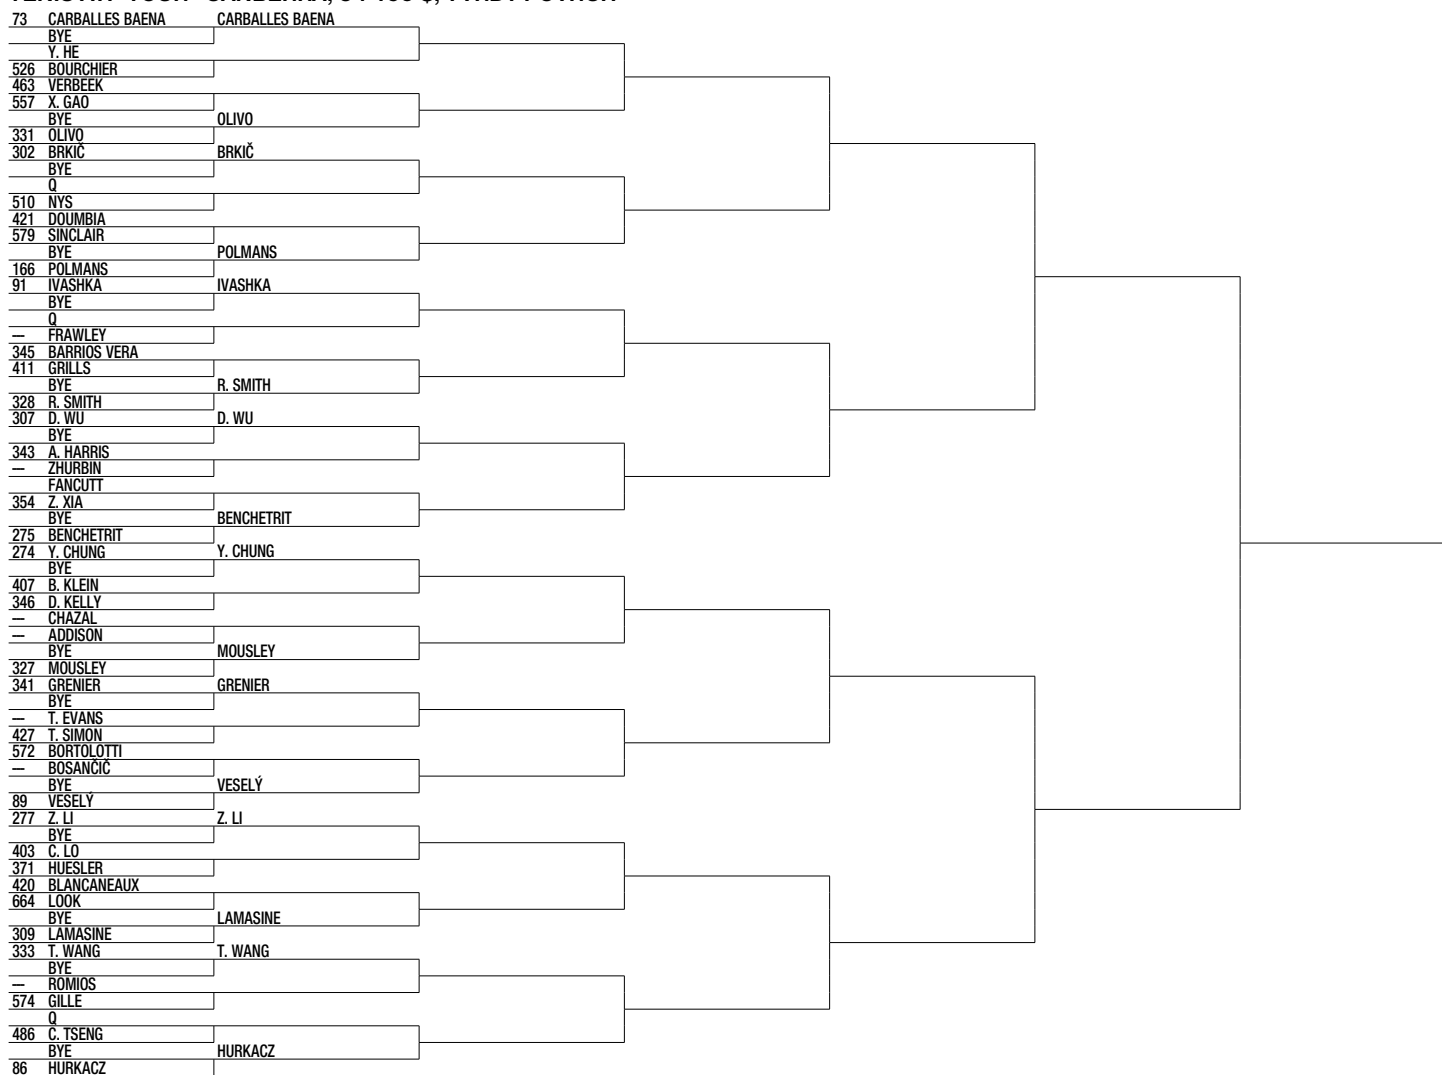 73 CARBALLES BAENA CARBALLES BAENA
BYE
Y. HE
526 BOURCHIER
463 VERBEEK
557 X. GAO
BYE OLIVO
331 OLIVO
302 BRKIČ BRKIČ
BYE
Q
510 NYS
421 DOUMBIA
579 SINCLAIR
BYE POLMANS
166 POLMANS
91 IVASHKA IVASHKA
BYE
Q
— FRAWLEY
345 BARRIOS VERA
411 GRILLS
BYE R. SMITH
328 R. SMITH
307 D. WU D. WU
BYE
343 A. HARRIS
— ZHURBIN
FANCUTT
354 Z. XIA
BYE BENCHETRIT
275 BENCHETRIT
274 Y. CHUNG Y. CHUNG
BYE
407 B. KLEIN
346 D. KELLY
— CHAZAL
— ADDISON
BYE MOUSLEY
327 MOUSLEY
341 GRENIER GRENIER
BYE
— T. EVANS
427 T. SIMON
572 BORTOLOTTI
— BOSANČIČ
BYE VESELÝ
89 VESELÝ
277 Z. LI Z. LI
BYE
403 C. LO
371 HUESLER
420 BLANCANEAUX
664 LOOK
BYE LAMASINE
309 LAMASINE
333 T. WANG T. WANG
BYE
— ROMIOS
574 GILLE
Q
486 C. TSENG
BYE HURKACZ
86 HURKACZ